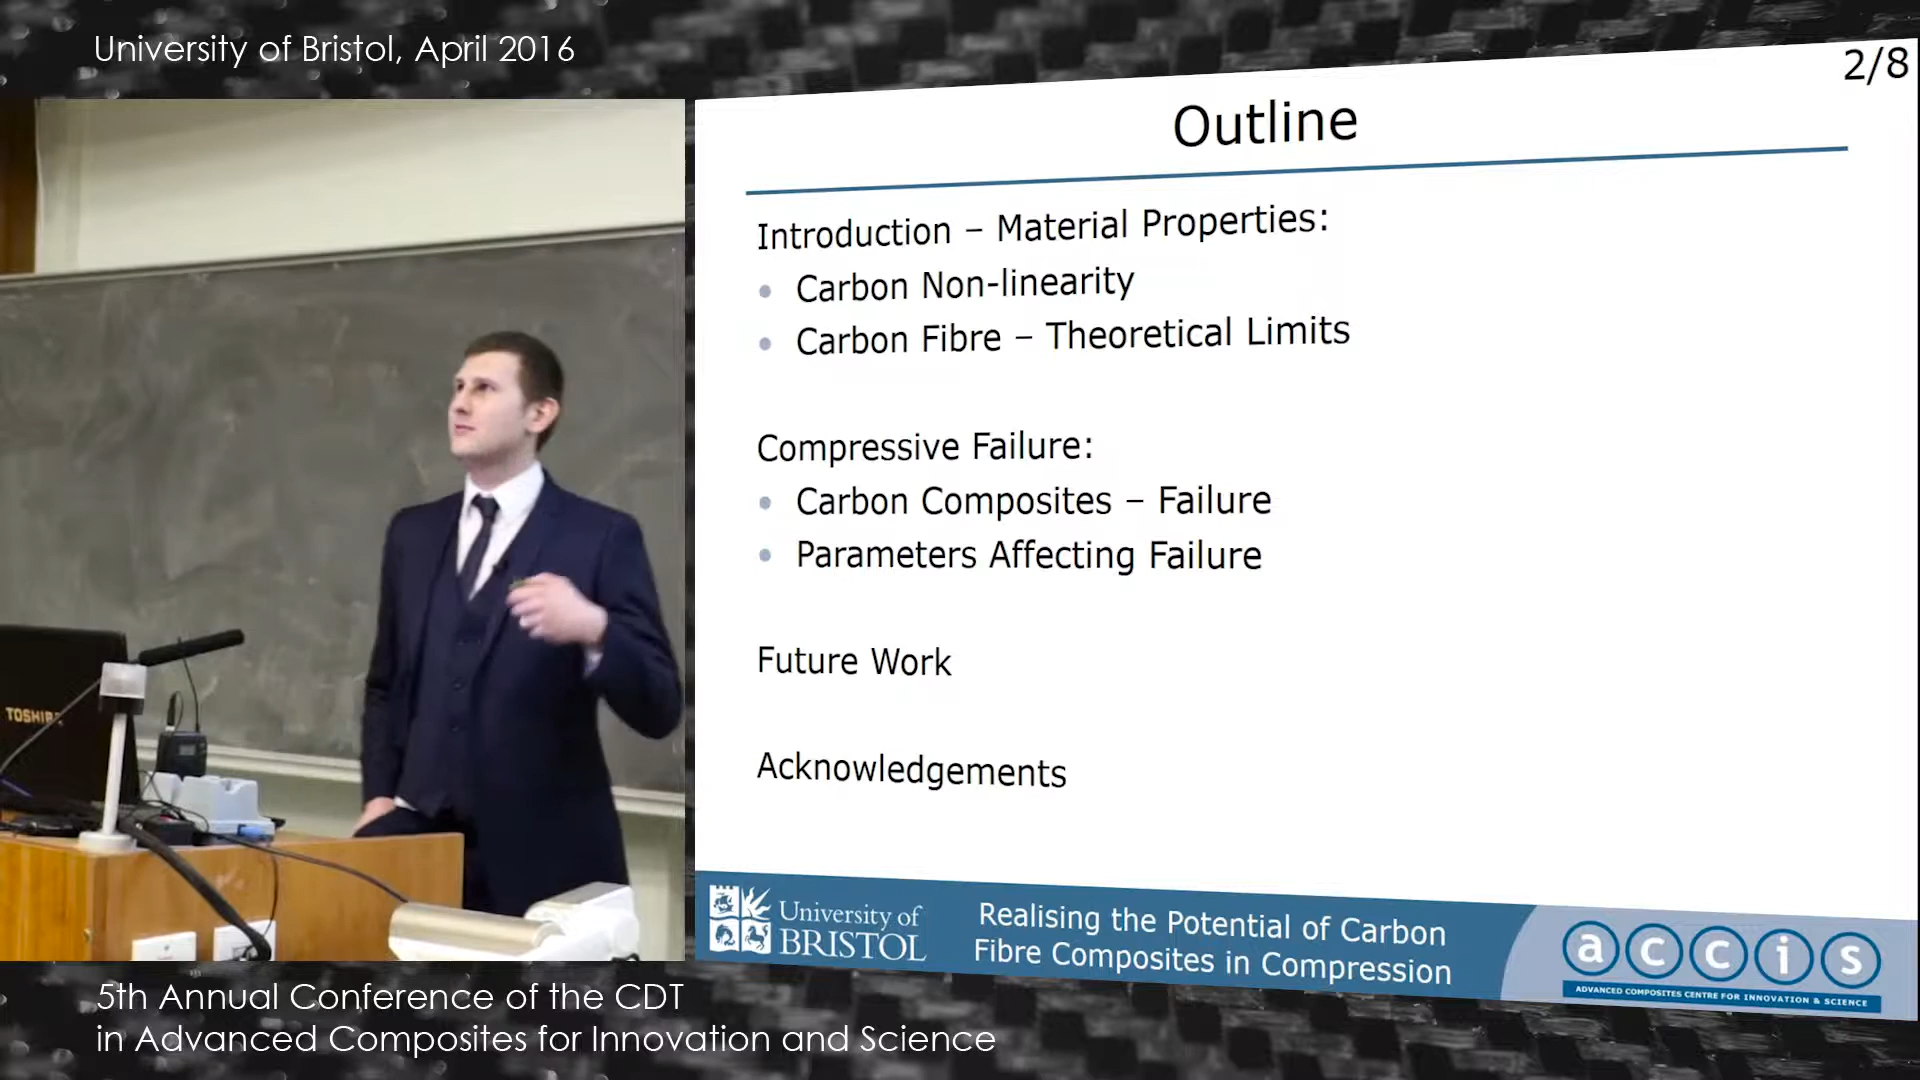 University of Bristol, April 2016
2/8
Outline
Introduction – Material Properties:
• Carbon Non-linearity
• Carbon Fibre – Theoretical Limits
Compressive Failure:
• Carbon Composites – Failure
• Parameters Affecting Failure
Future Work
Acknowledgements
TOSHIBA
University of
BRISTOL
Realising the Potential of Carbon
Fibre Composites in Compression
accis
ADVANCED COMPOSITES CENTRE FOR INNOVATION & SCIENCE
5th Annual Conference of the CDT
in Advanced Composites for Innovation and Science